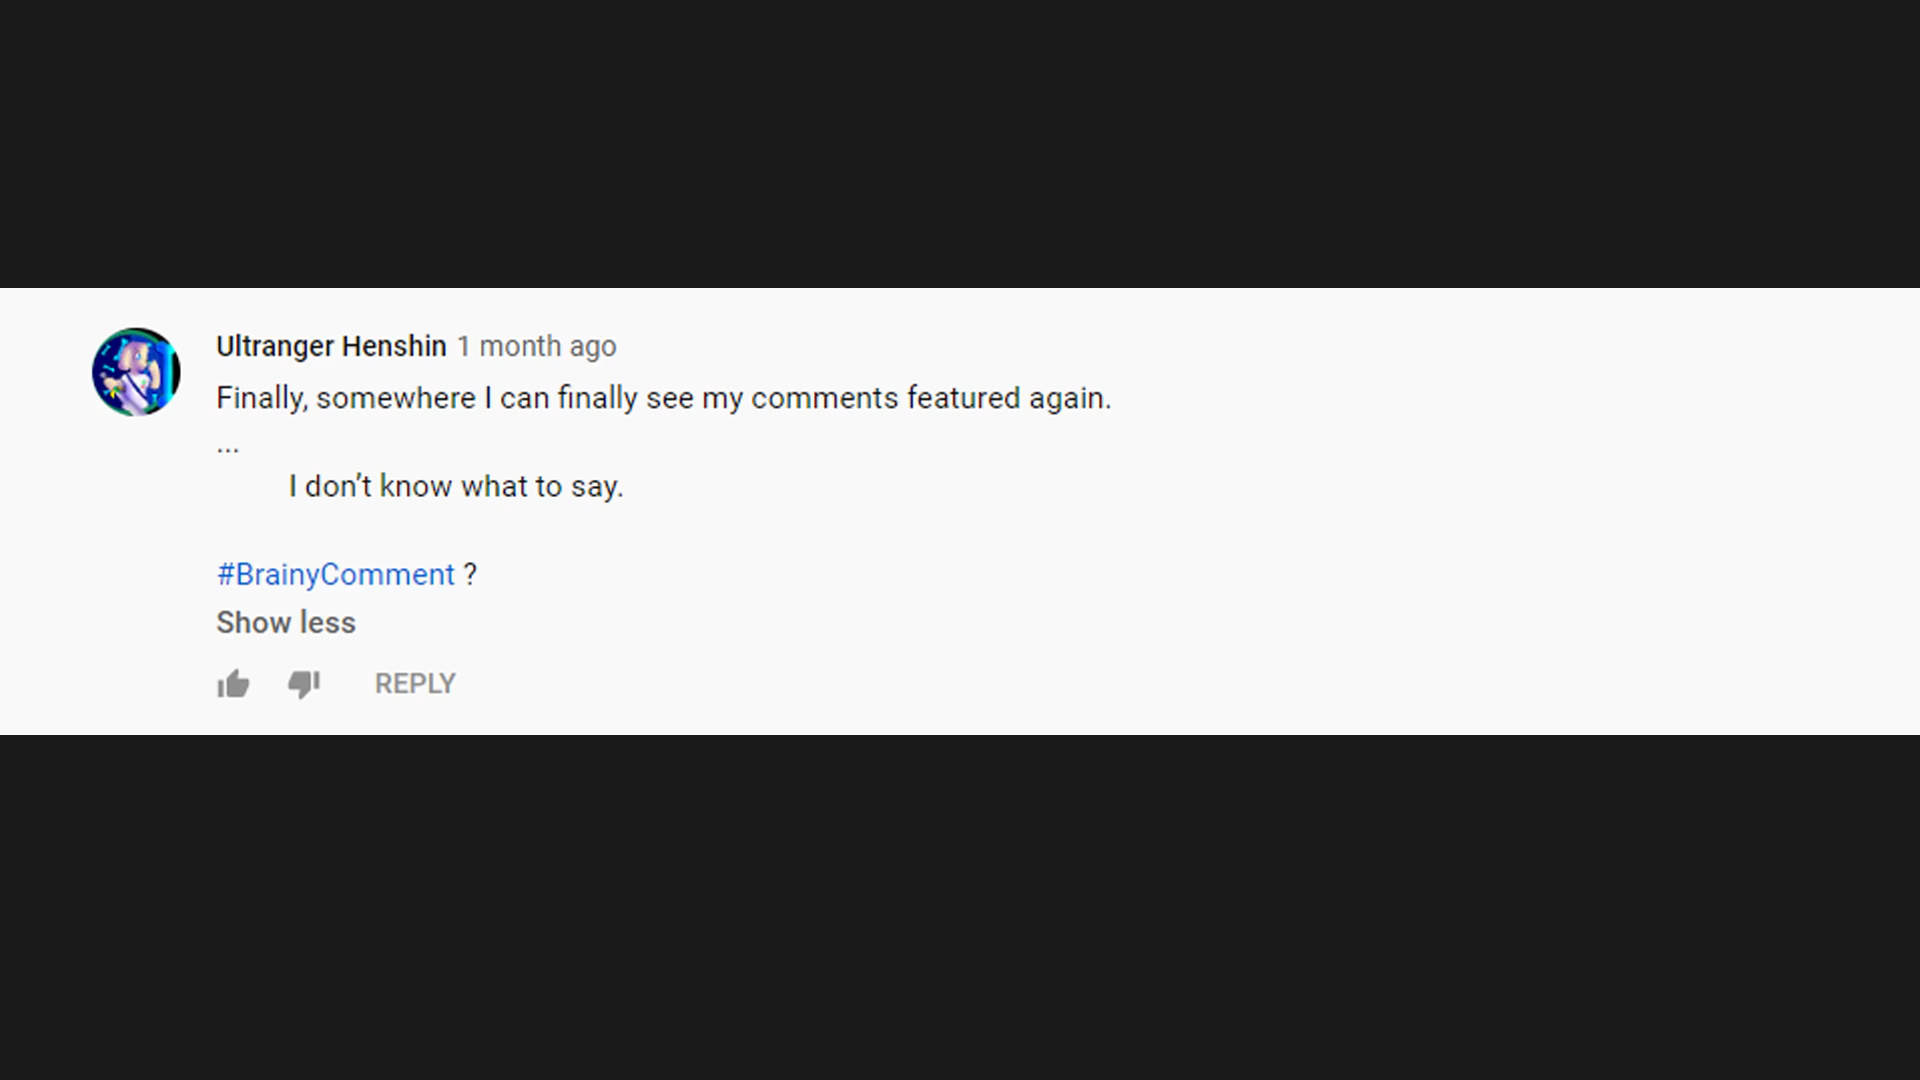 Ultranger Henshin 1 month ago
Finally, somewhere I can finally see my comments featured again.
...
I don’t know what to say.
#BrainyComment ?
Show less
REPLY